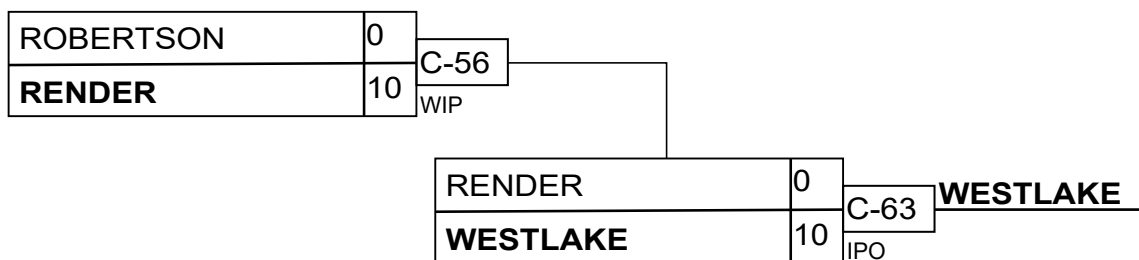 ROBERTSON 0
C-56
RENDER 10
WIP
RENDER 0
C-63 WESTLAKE
WESTLAKE 10
IPO